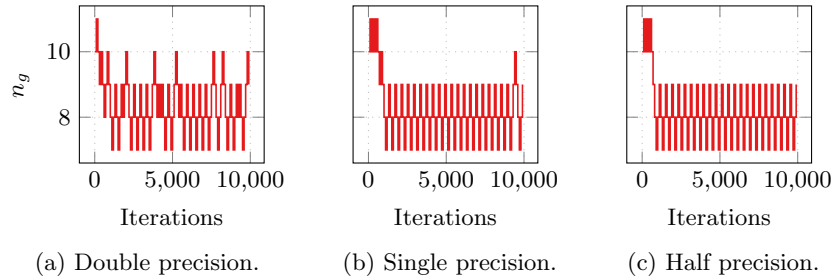 10
8
n_g
0 5,000 10,000
0 5,000 10,000
0 5,000 10,000
Iterations
Iterations
Iterations
(a) Double precision.
(b) Single precision.
(c) Half precision.